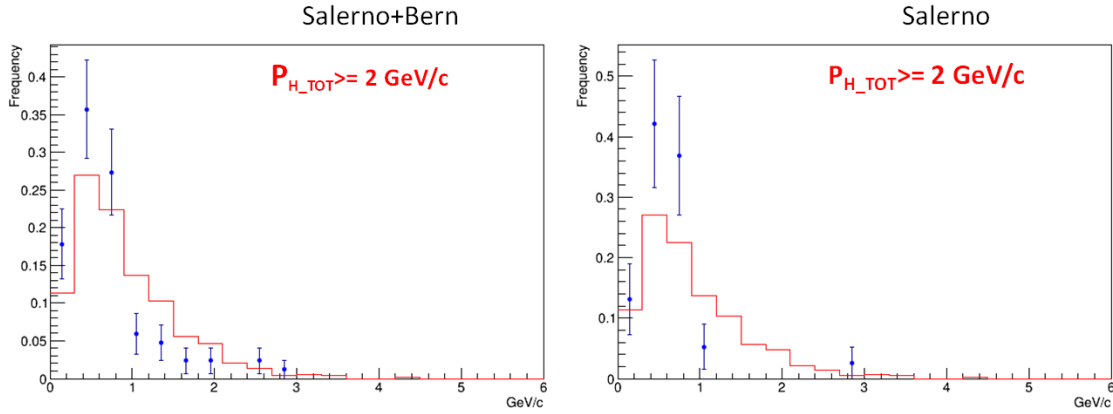 Salerno+Bern
Frequency
P_H_TOT>= 2 GeV/c
0.4
0.35
0.3
0.25
0.2
0.15
0.1
0.05
0
0 1 2 3 4 5 6
GeV/c
Salerno
Frequency
P_H_TOT>= 2 GeV/c
0.5
0.4
0.3
0.2
0.1
0
0 1 2 3 4 5 6
GeV/c